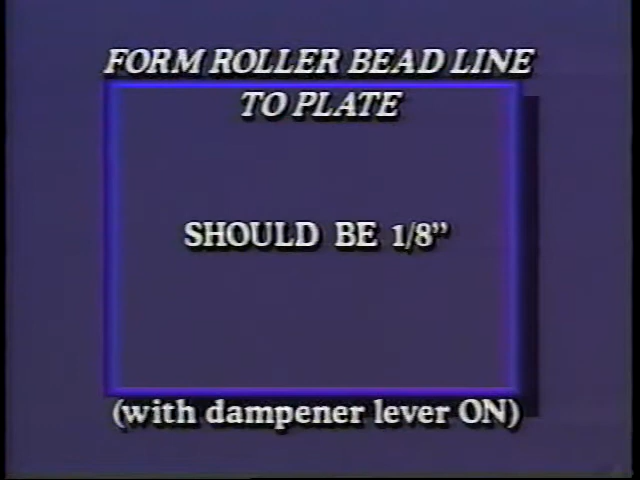 FORM ROLLER BEAD LINE
TO PLATE
SHOULD BE 1/8”
(with dampener lever ON)